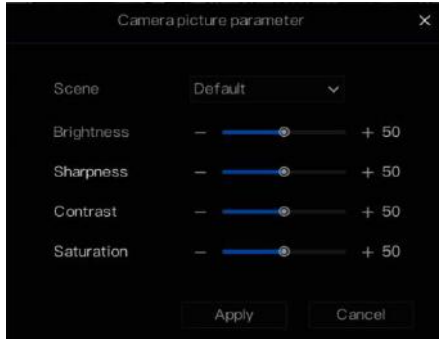 Camera picture parameter ×
Scene Default
Brightness − + 50
Sharpness − + 50
Contrast − + 50
Saturation − + 50
Apply Cancel